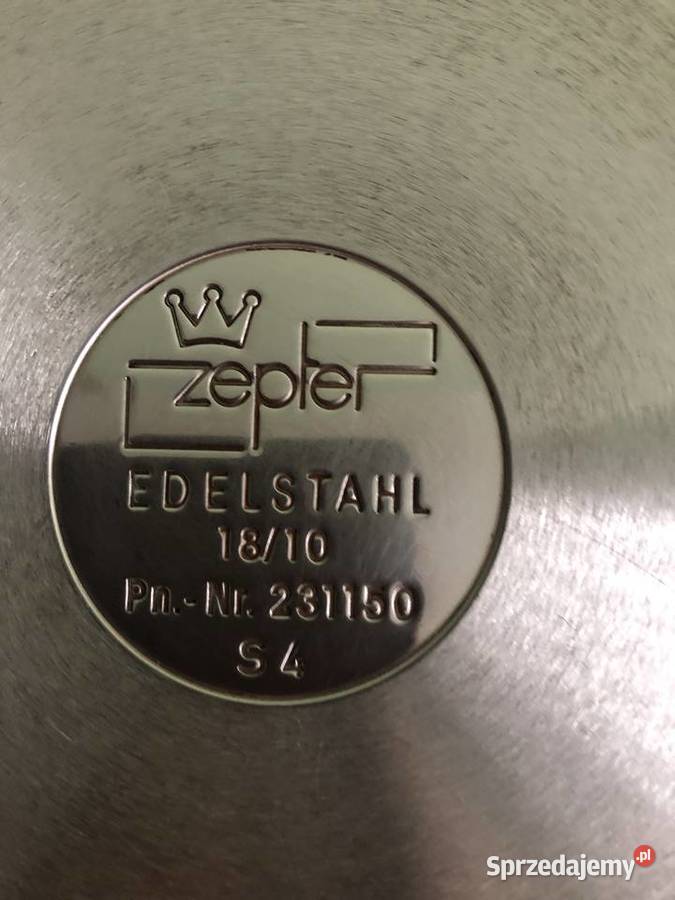 zepter
EDELSTAHL
18/10
Pn.-Nr. 231150
S 4
Sprzedajemy.pl